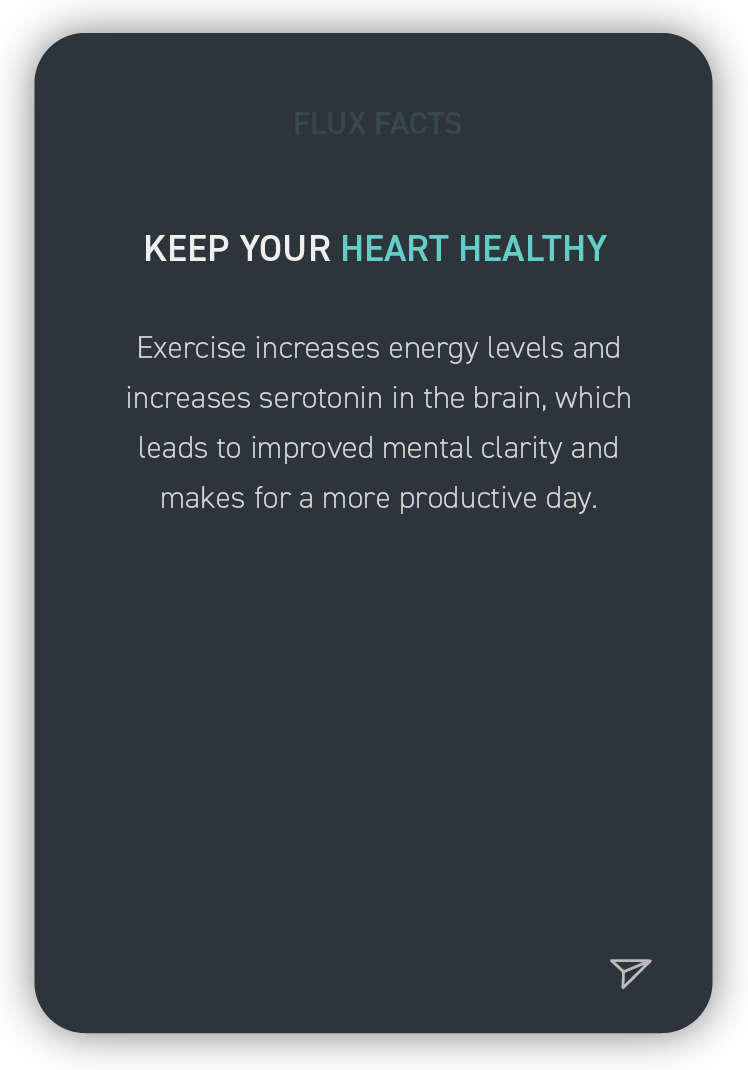 FLUX FACTS
KEEP YOUR HEART HEALTHY
Exercise increases energy levels and
increases serotonin in the brain, which
leads to improved mental clarity and
makes for a more productive day.